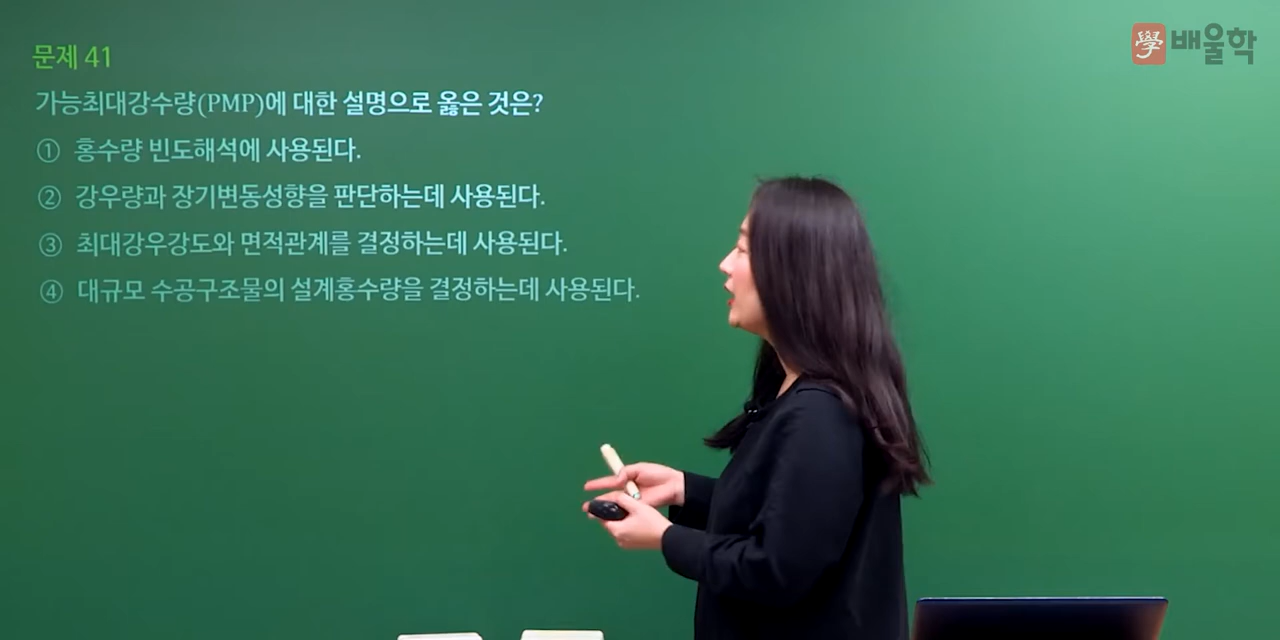 學 배울학
문제 41
가능최대강수량(PMP)에 대한 설명으로 옳은 것은?
① 홍수량 빈도해석에 사용된다.
② 강우량과 장기변동성향을 판단하는데 사용된다.
③ 최대강우강도와 면적관계를 결정하는데 사용된다.
④ 대규모 수공구조물의 설계홍수량을 결정하는데 사용된다.